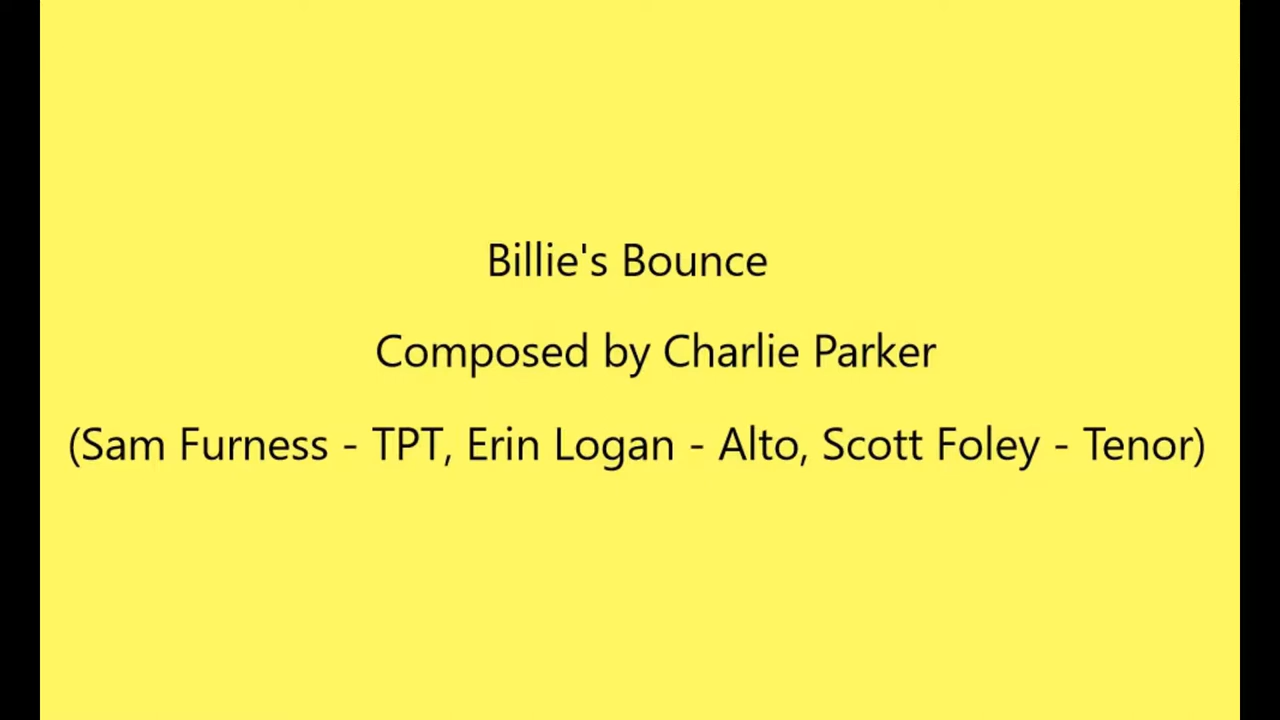 Billie's Bounce
Composed by Charlie Parker
(Sam Furness - TPT, Erin Logan - Alto, Scott Foley - Tenor)